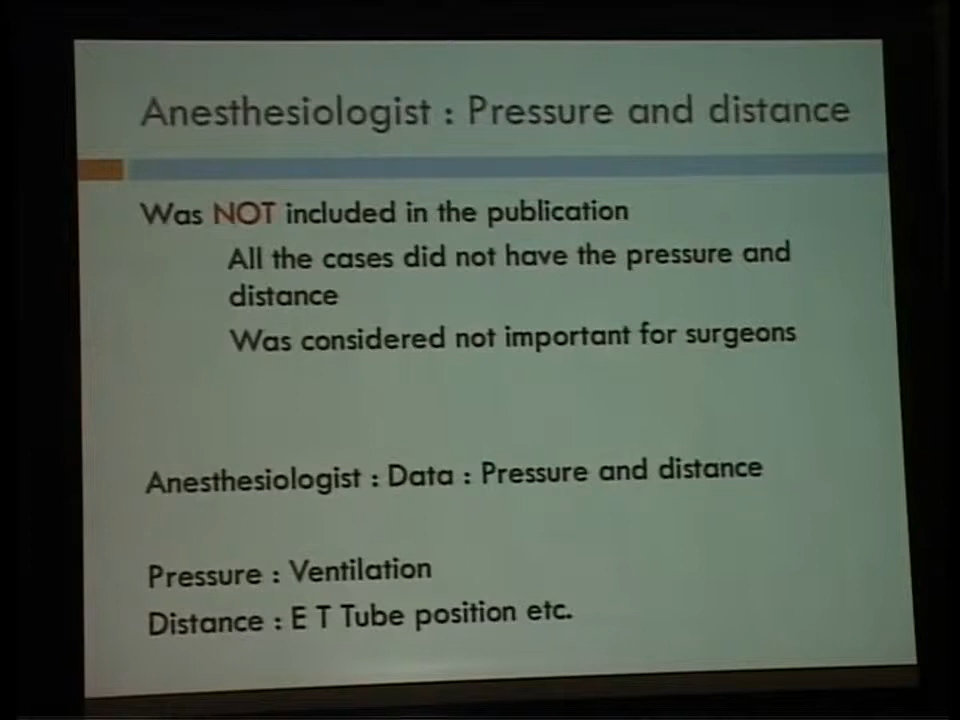 Anesthesiologist : Pressure and distance
Was NOT included in the publication
All the cases did not have the pressure and
distance
Was considered not important for surgeons
Anesthesiologist : Data : Pressure and distance
Pressure : Ventilation
Distance : E T Tube position etc.